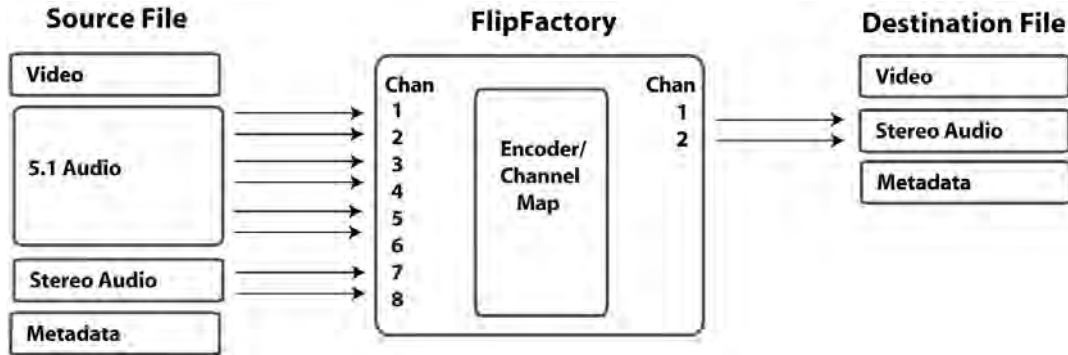 Source File
Video
5.1 Audio
Stereo Audio
Metadata
FlipFactory
Chan
1
2
3
4
5
6
7
8
Encoder/
Channel
Map
Chan
1
2
Destination File
Video
Stereo Audio
Metadata